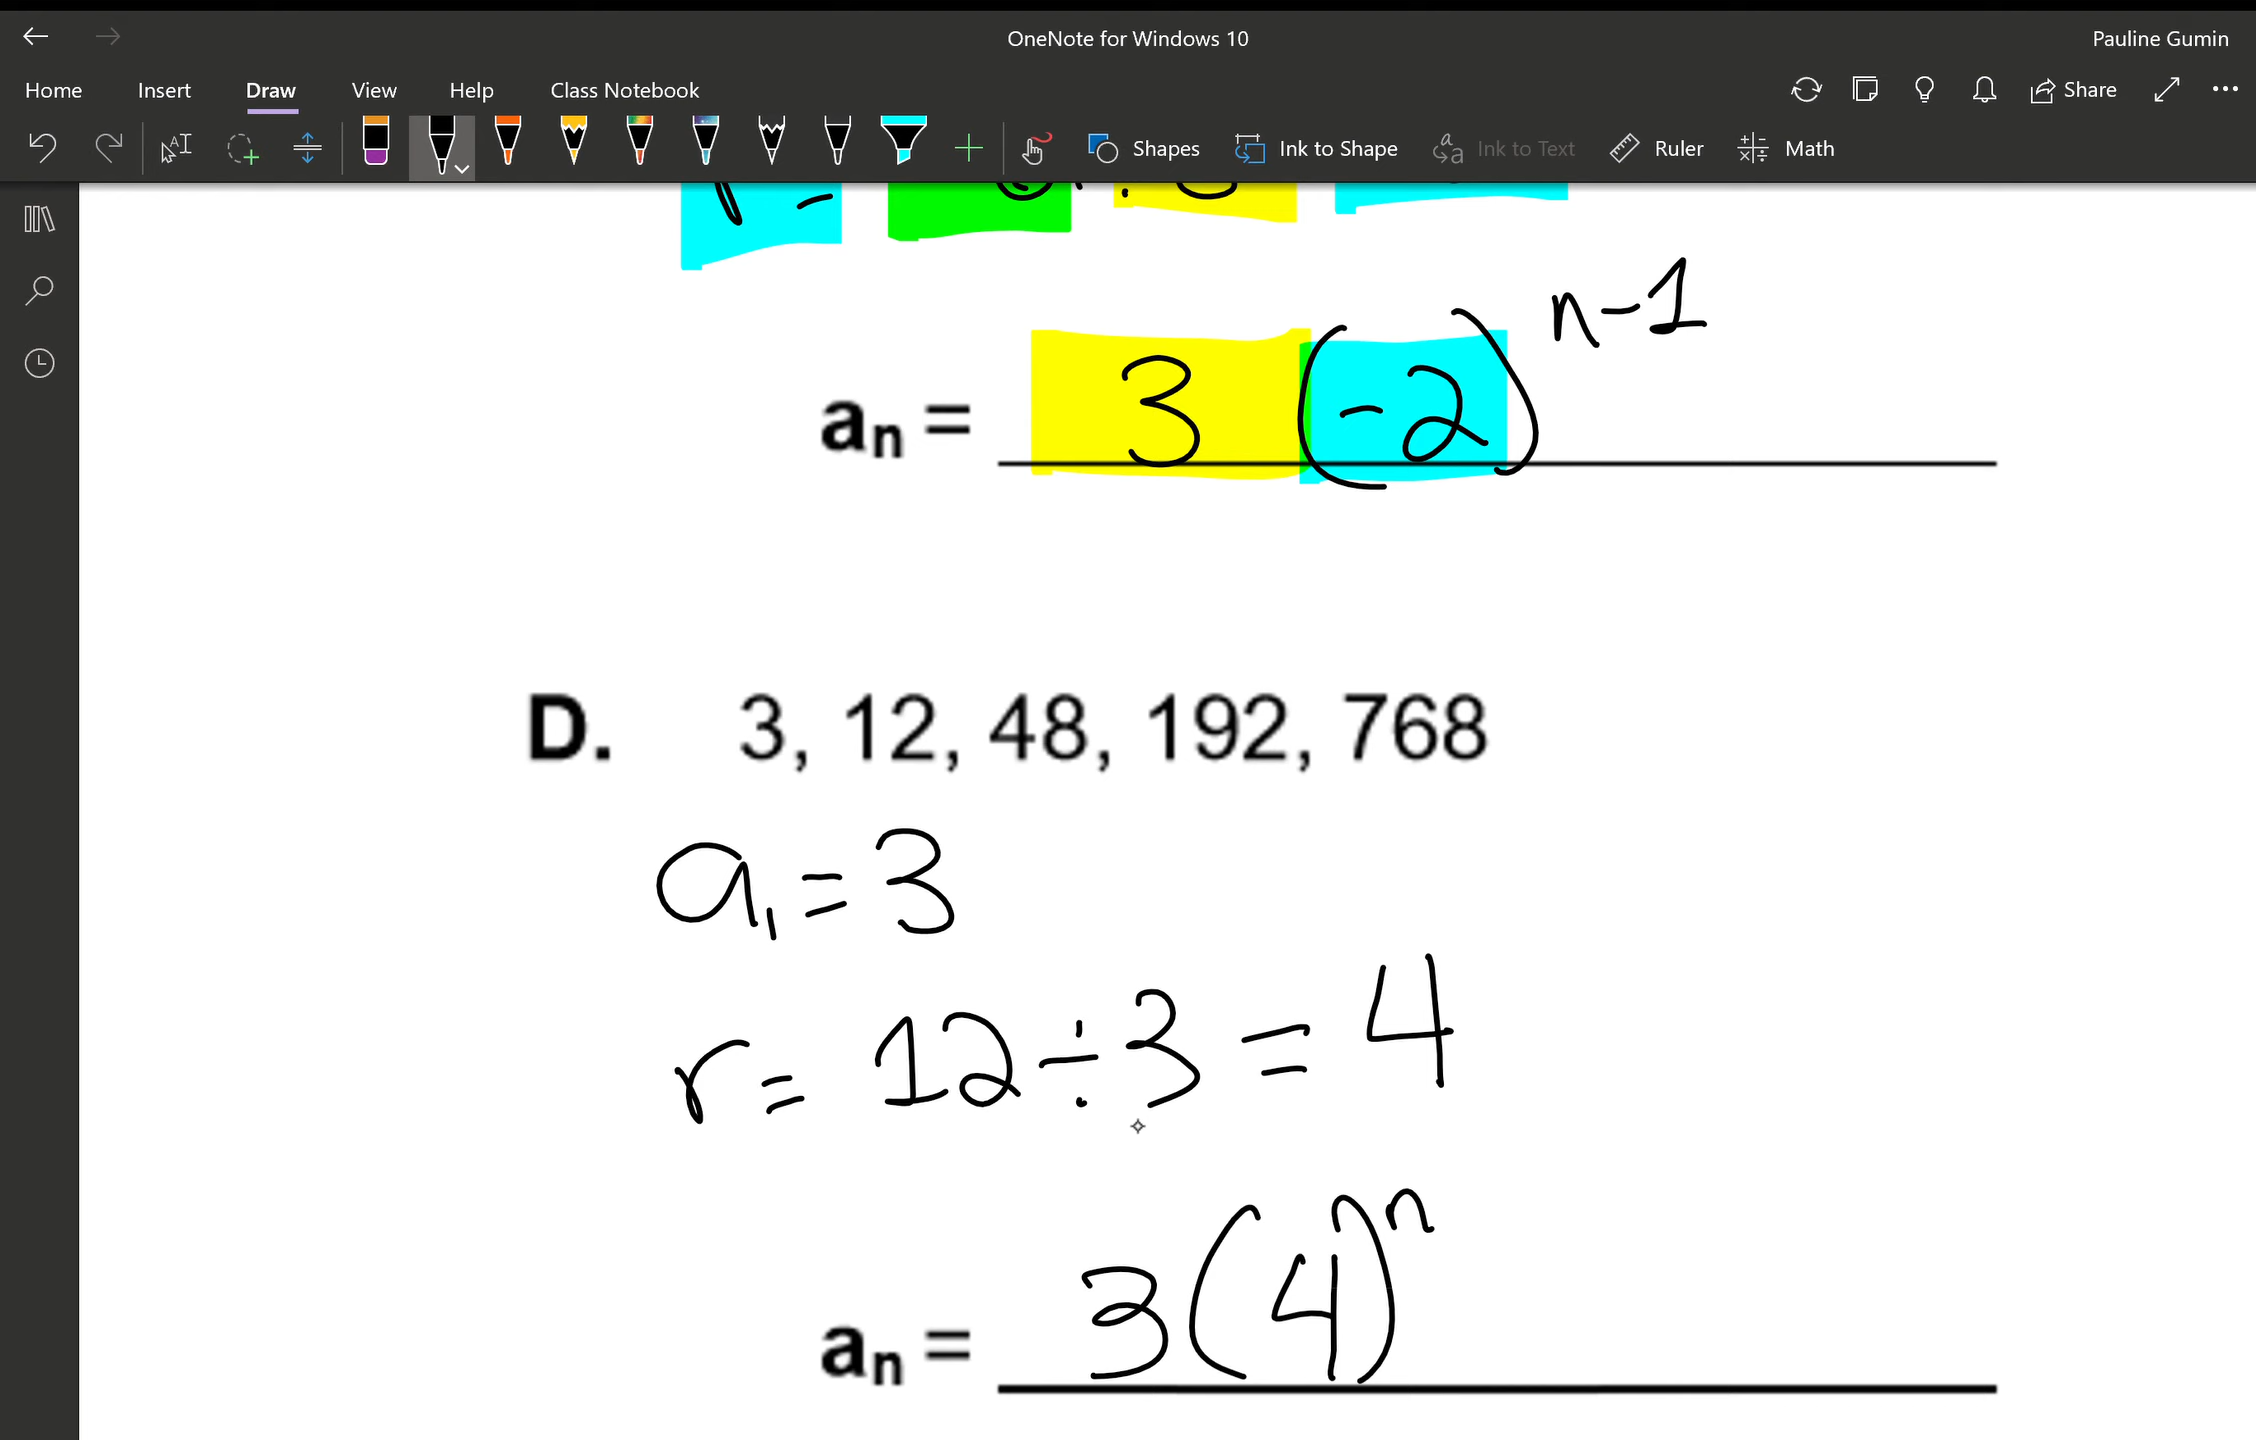 OneNote for Windows 10
Pauline Gumin
Home Insert Draw View Help Class Notebook Share
Shapes Ink to Shape Ink to Text Ruler Math
aₙ = 3 (-2)ⁿ⁻¹
D. 3, 12, 48, 192, 768
a₁ = 3
r = 12 ÷ 3 = 4
aₙ = 3(4)ⁿ